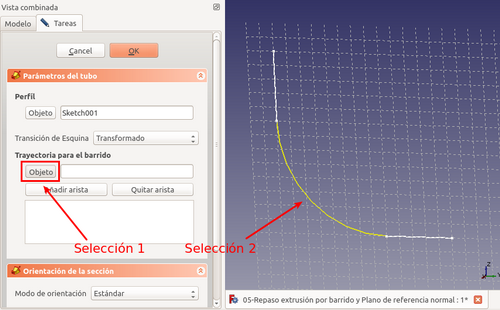 Vista combinada
Modelo
Tareas
Cancel
OK
Parámetros del tubo
Perfil
Objeto
Sketch001
Transición de Esquina
Transformado
Trayectoria para el barrido
Objeto
Añadir arista
Quitar arista
Selección 1
Selección 2
Orientación de la sección
Modo de orientación
Estándar
Z
Y
05-Repaso extrusión por barrido y Plano de referencia normal : 1*